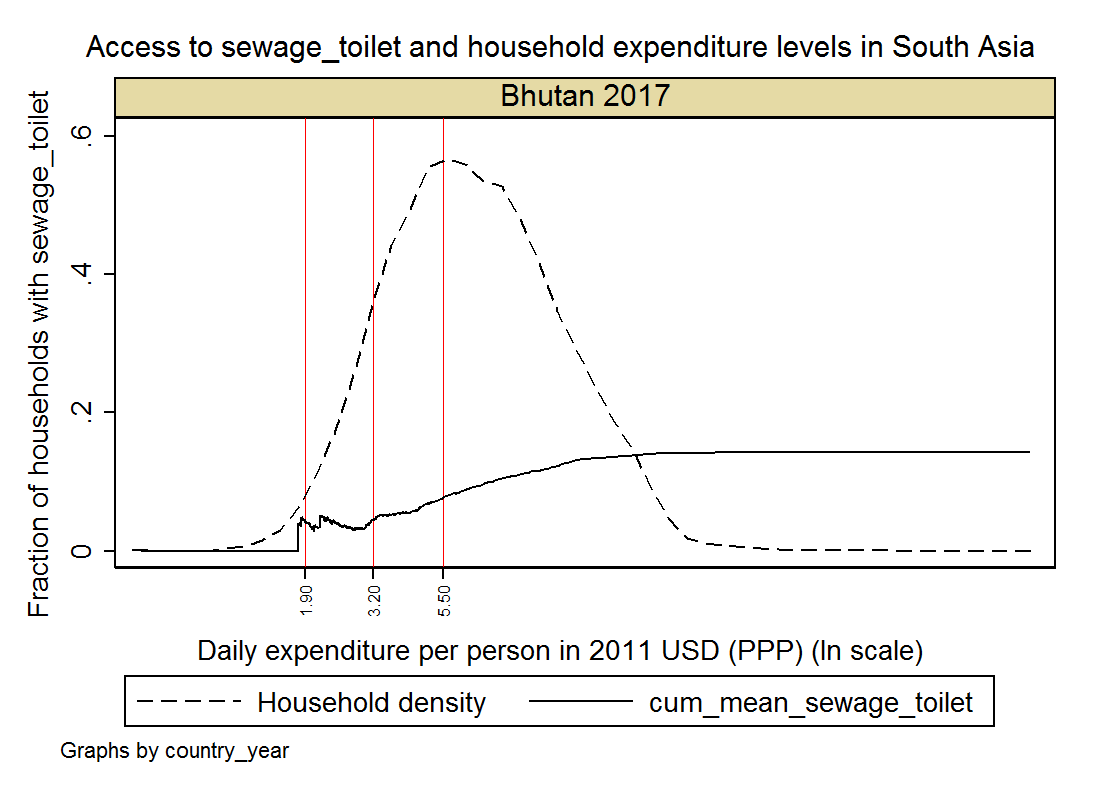 Access to sewage_toilet and household expenditure levels in South Asia
Bhutan 2017
Fraction of households with sewage_toilet
.6
.4
.2
0
1.90
3.20
5.50
Daily expenditure per person in 2011 USD (PPP) (ln scale)
Household density
cum_mean_sewage_toilet
Graphs by country_year